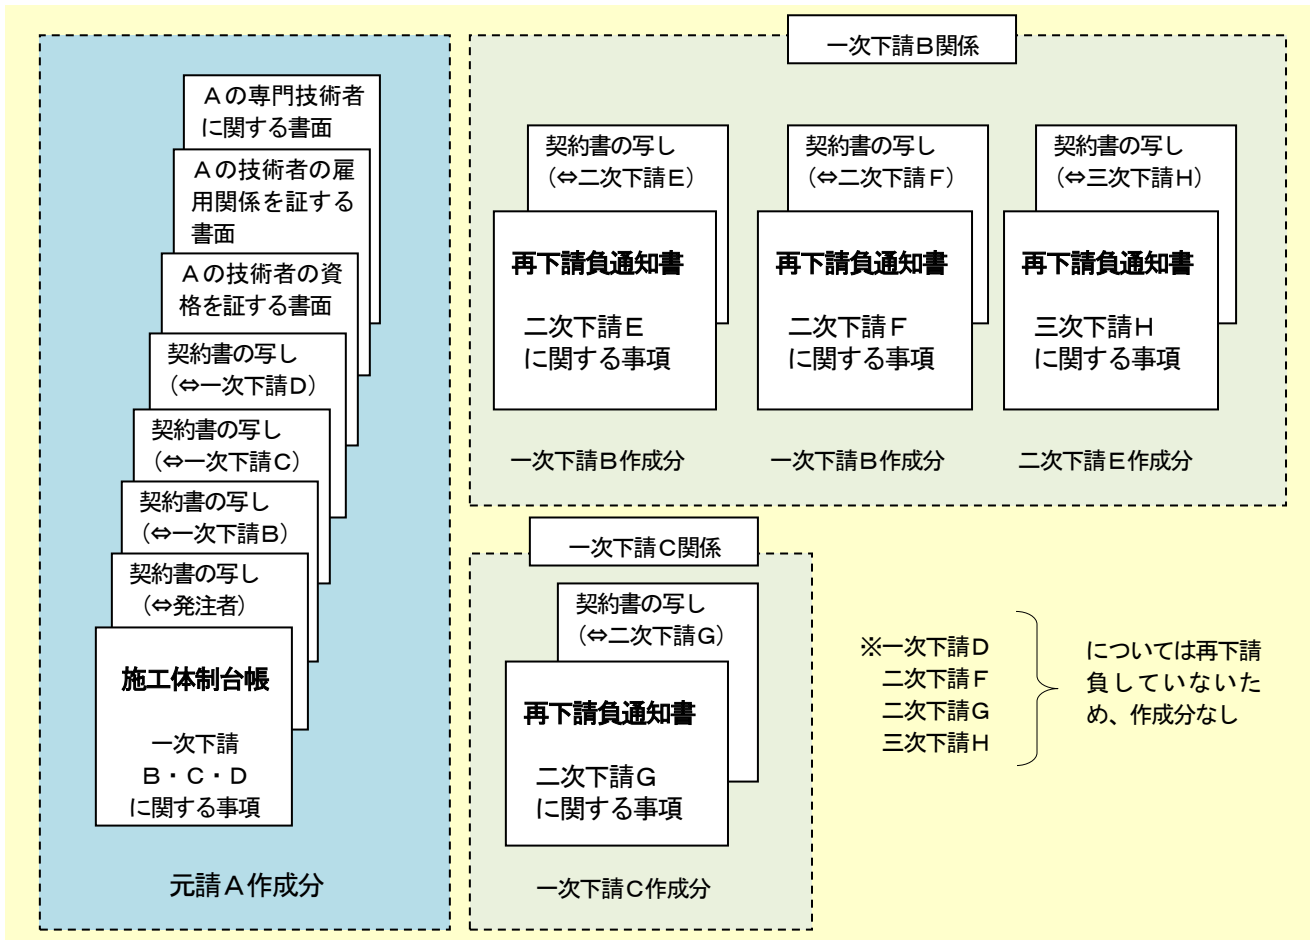 Aの専門技術者
に関する書面
Aの技術者の雇
用関係を証する
書面
Aの技術者の資
格を証する書面
契約書の写し
(⇔一次下請D)
契約書の写し
(⇔一次下請C)
契約書の写し
(⇔一次下請B)
契約書の写し
(⇔発注者)
施工体制台帳
一次下請
B・C・D
に関する事項
元請A作成分
一次下請B関係
契約書の写し
(⇔二次下請E)
再下請負通知書
二次下請E
に関する事項
一次下請B作成分
契約書の写し
(⇔二次下請F)
再下請負通知書
二次下請F
に関する事項
一次下請B作成分
契約書の写し
(⇔三次下請H)
再下請負通知書
三次下請H
に関する事項
二次下請E作成分
一次下請C関係
契約書の写し
(⇔二次下請G)
再下請負通知書
二次下請G
に関する事項
一次下請C作成分
※一次下請D
二次下請F
二次下請G
三次下請H
については再下請
負していないた
め、作成分なし